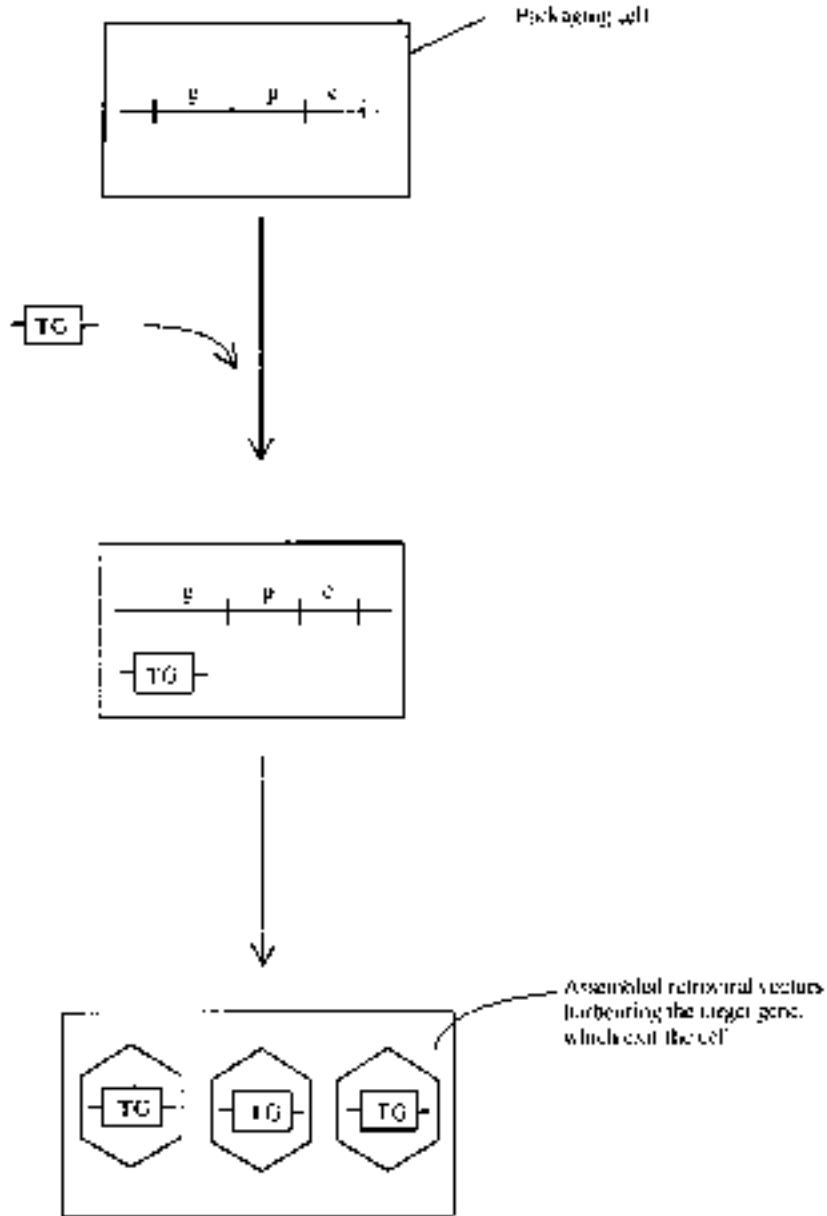 Packaging cell
g p e
TG
g p e
TG
Assembled retroviral vectors
harbouring the target gene,
which exit the cell
TG TG TG